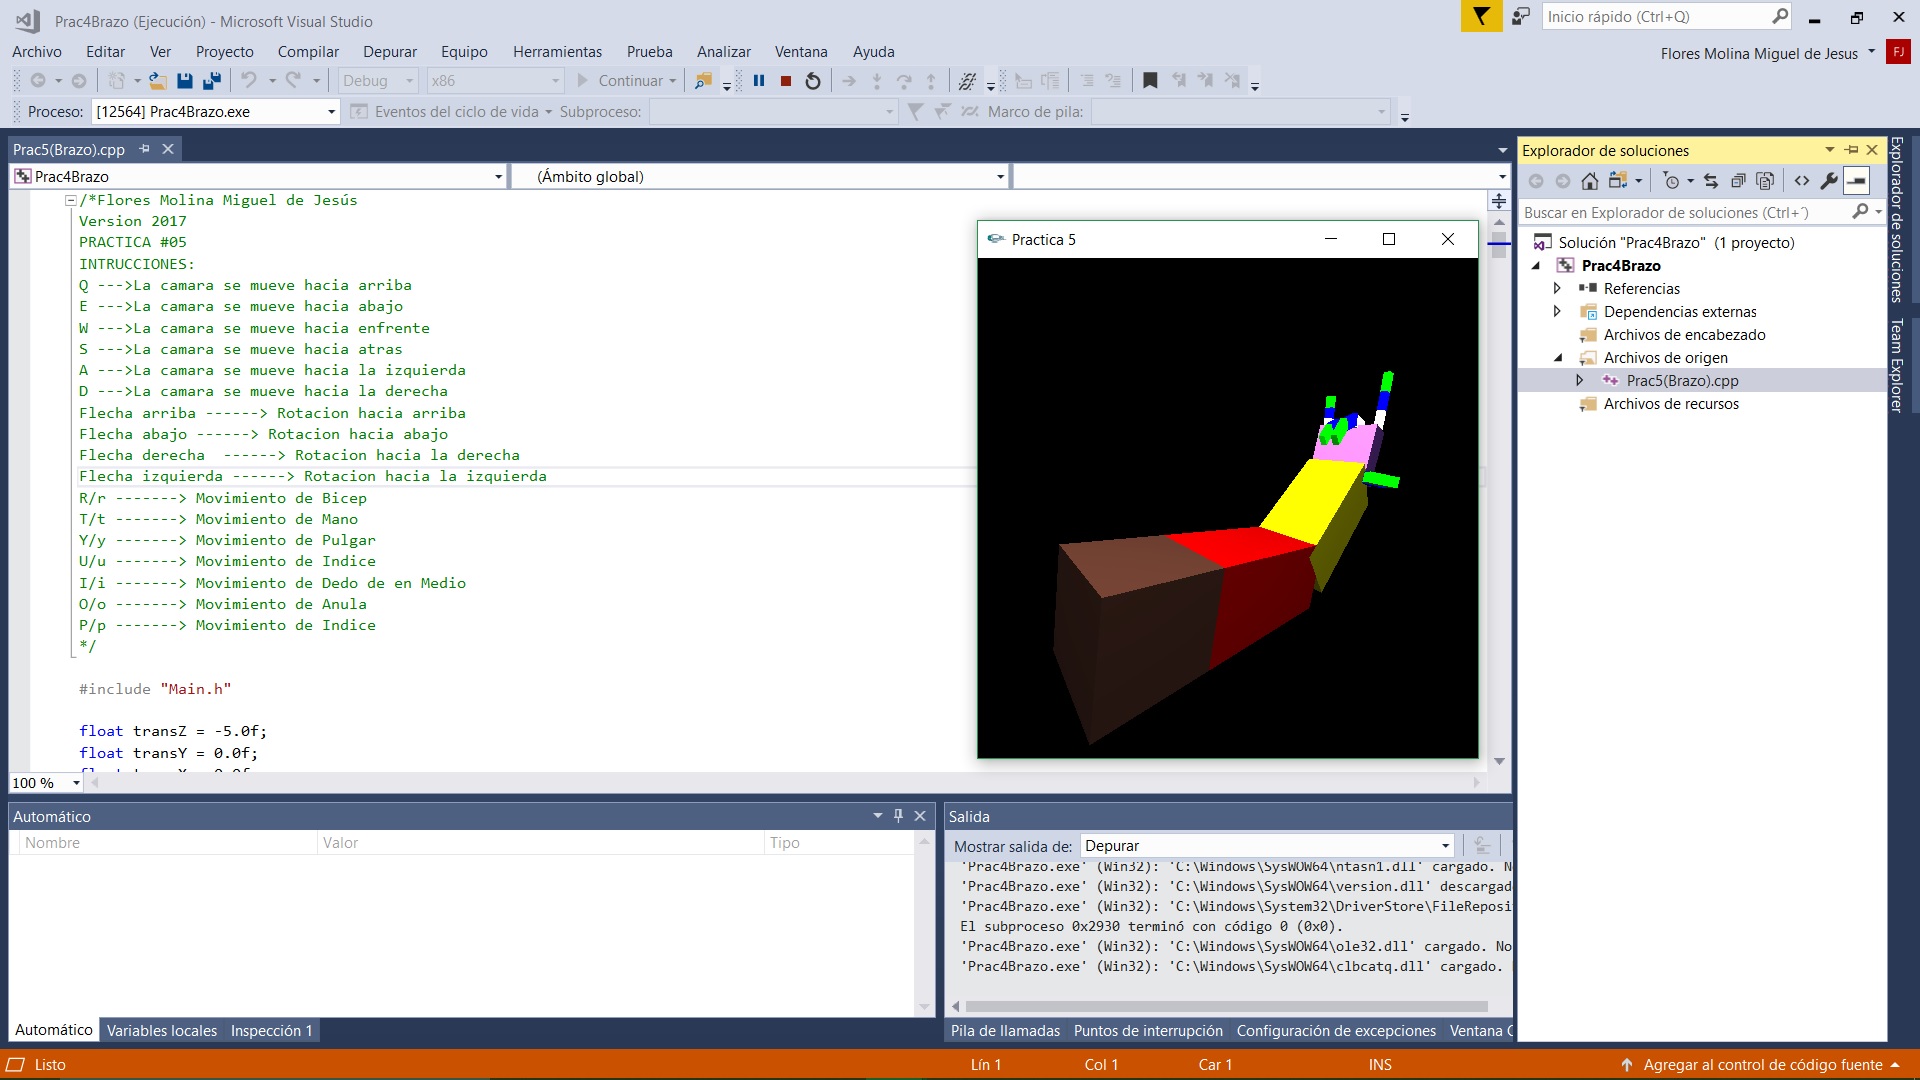 Prac4Brazo (Ejecución) - Microsoft Visual Studio
Inicio rápido (Ctrl+Q)
Archivo Editar Ver Proyecto Compilar Depurar Equipo Herramientas Prueba Analizar Ventana Ayuda
Flores Molina Miguel de Jesus FJ
Debug x86 Continuar
Proceso: [12564] Prac4Brazo.exe Eventos del ciclo de vida Subproceso: Marco de pila:
Prac5(Brazo).cpp
Prac4Brazo (Ámbito global)
/*Flores Molina Miguel de Jesús
Version 2017
PRACTICA #05
INTRUCCIONES:
Q --->La camara se mueve hacia arriba
E --->La camara se mueve hacia abajo
W --->La camara se mueve hacia enfrente
S --->La camara se mueve hacia atras
A --->La camara se mueve hacia la izquierda
D --->La camara se mueve hacia la derecha
Flecha arriba ------> Rotacion hacia arriba
Flecha abajo ------> Rotacion hacia abajo
Flecha derecha  ------> Rotacion hacia la derecha
Flecha izquierda ------> Rotacion hacia la izquierda
R/r -------> Movimiento de Bicep
T/t -------> Movimiento de Mano
Y/y -------> Movimiento de Pulgar
U/u -------> Movimiento de Indice
I/i -------> Movimiento de Dedo de en Medio
O/o -------> Movimiento de Anula
P/p -------> Movimiento de Indice
*/
#include "Main.h"
float transZ = -5.0f;
float transY = 0.0f;
100 %
Practica 5
Explorador de soluciones
Buscar en Explorador de soluciones (Ctrl+´)
Solución "Prac4Brazo" (1 proyecto)
Prac4Brazo
Referencias
Dependencias externas
Archivos de encabezado
Archivos de origen
Prac5(Brazo).cpp
Archivos de recursos
Explorador de soluciones
Team Explorer
Automático
Nombre Valor Tipo
Automático Variables locales Inspección 1
Salida
Mostrar salida de: Depurar
'Prac4Brazo.exe' (Win32): 'C:\Windows\SysWOW64\ntasn1.dll' cargado. N
'Prac4Brazo.exe' (Win32): 'C:\Windows\SysWOW64\version.dll' descargad
'Prac4Brazo.exe' (Win32): 'C:\Windows\System32\DriverStore\FileReposi
El subproceso 0x2930 terminó con código 0 (0x0).
'Prac4Brazo.exe' (Win32): 'C:\Windows\SysWOW64\ole32.dll' cargado. No
'Prac4Brazo.exe' (Win32): 'C:\Windows\SysWOW64\clbcatq.dll' cargado.
Pila de llamadas Puntos de interrupción Configuración de excepciones Ventana C
Listo Lín 1 Col 1 Car 1 INS Agregar al control de código fuente